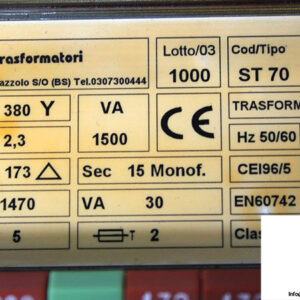 trasformatori
azzolo S/O (BS) Tel.0307300444
Lotto/03
1000
Cod/Tipo
ST 70
380 Y
VA
1500
CE
TRASFORM
2,3
Hz 50/60
173 △
Sec 15 Monof.
CEI96/5
1470
VA 30
EN60742
5
T 2
Clas